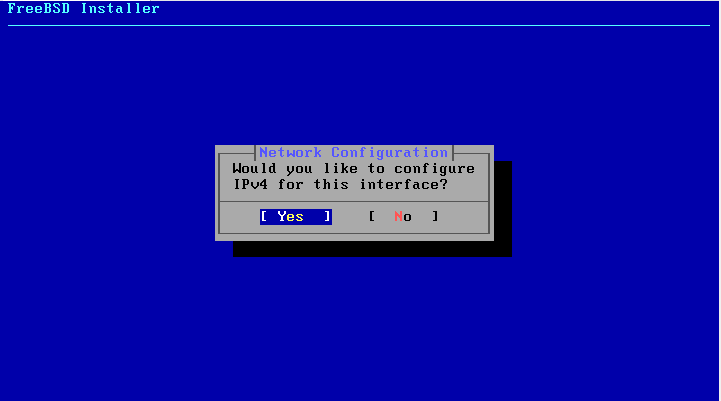 FreeBSD Installer
Network Configuration
Would you like to configure
IPv4 for this interface?
[ Yes ] [ No ]